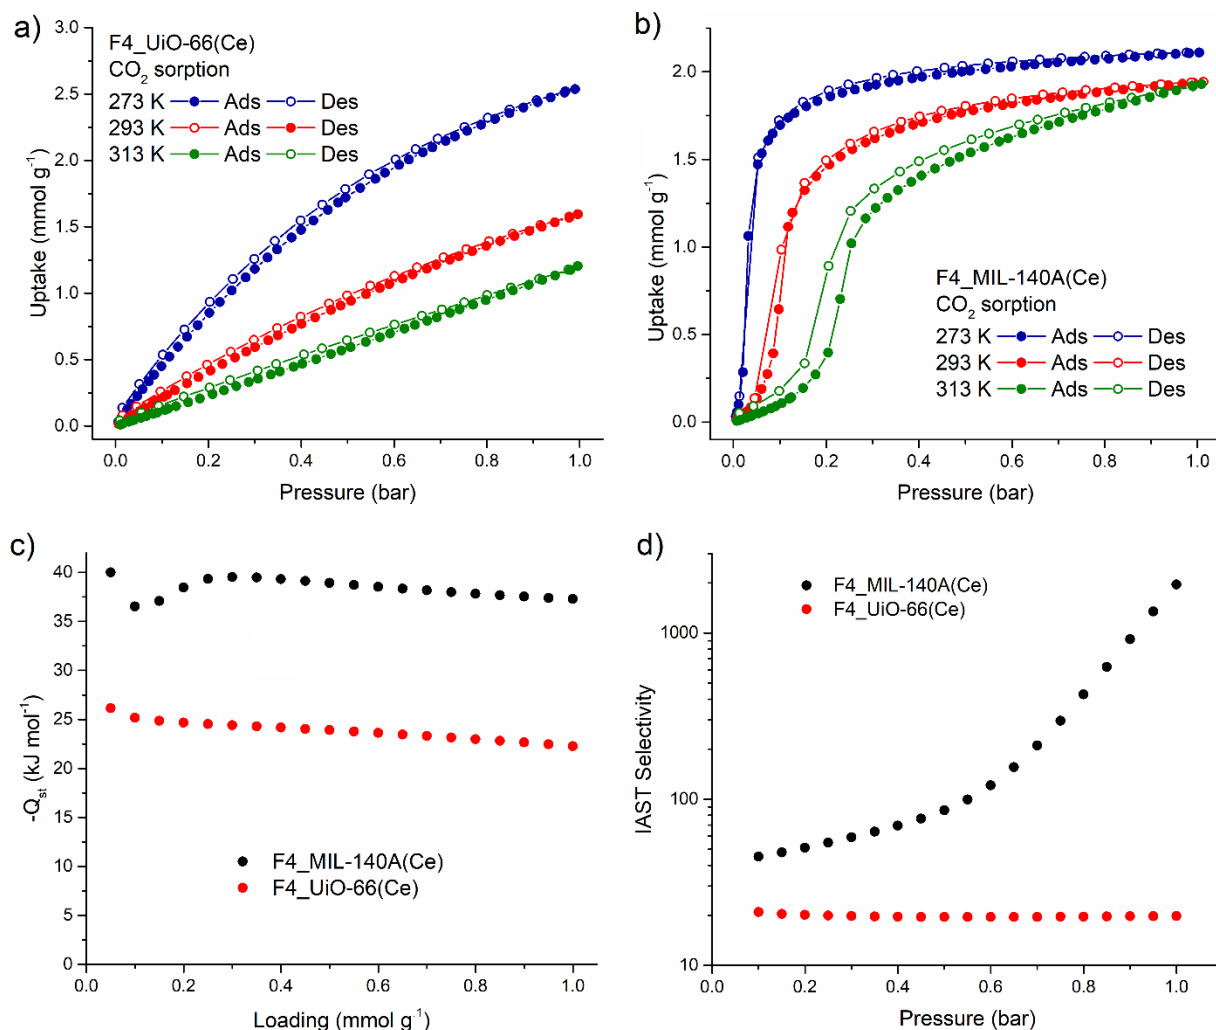 a)
F4_UiO-66(Ce)
CO2 sorption
273 K Ads Des
293 K Ads Des
313 K Ads Des
3.0
2.5
2.0
1.5
1.0
0.5
0.0
Uptake (mmol g-1)
0.0 0.2 0.4 0.6 0.8 1.0
Pressure (bar)
b)
2.0
1.5
1.0
0.5
0.0
Uptake (mmol g-1)
F4_MIL-140A(Ce)
CO2 sorption
273 K Ads Des
293 K Ads Des
313 K Ads Des
0.0 0.2 0.4 0.6 0.8 1.0
Pressure (bar)
c)
40
35
30
25
22
15
12
10
7
5
2
0
-Qst (kJ mol-1)
F4_MIL-140A(Ce)
F4_UiO-66(Ce)
0.0 0.2 0.4 0.6 0.8 1.0
Loading (mmol g-1)
d)
F4_MIL-140A(Ce)
F4_UiO-66(Ce)
1000
100
10
IAST Selectivity
0.0 0.2 0.4 0.6 0.8 1.0
Pressure (bar)